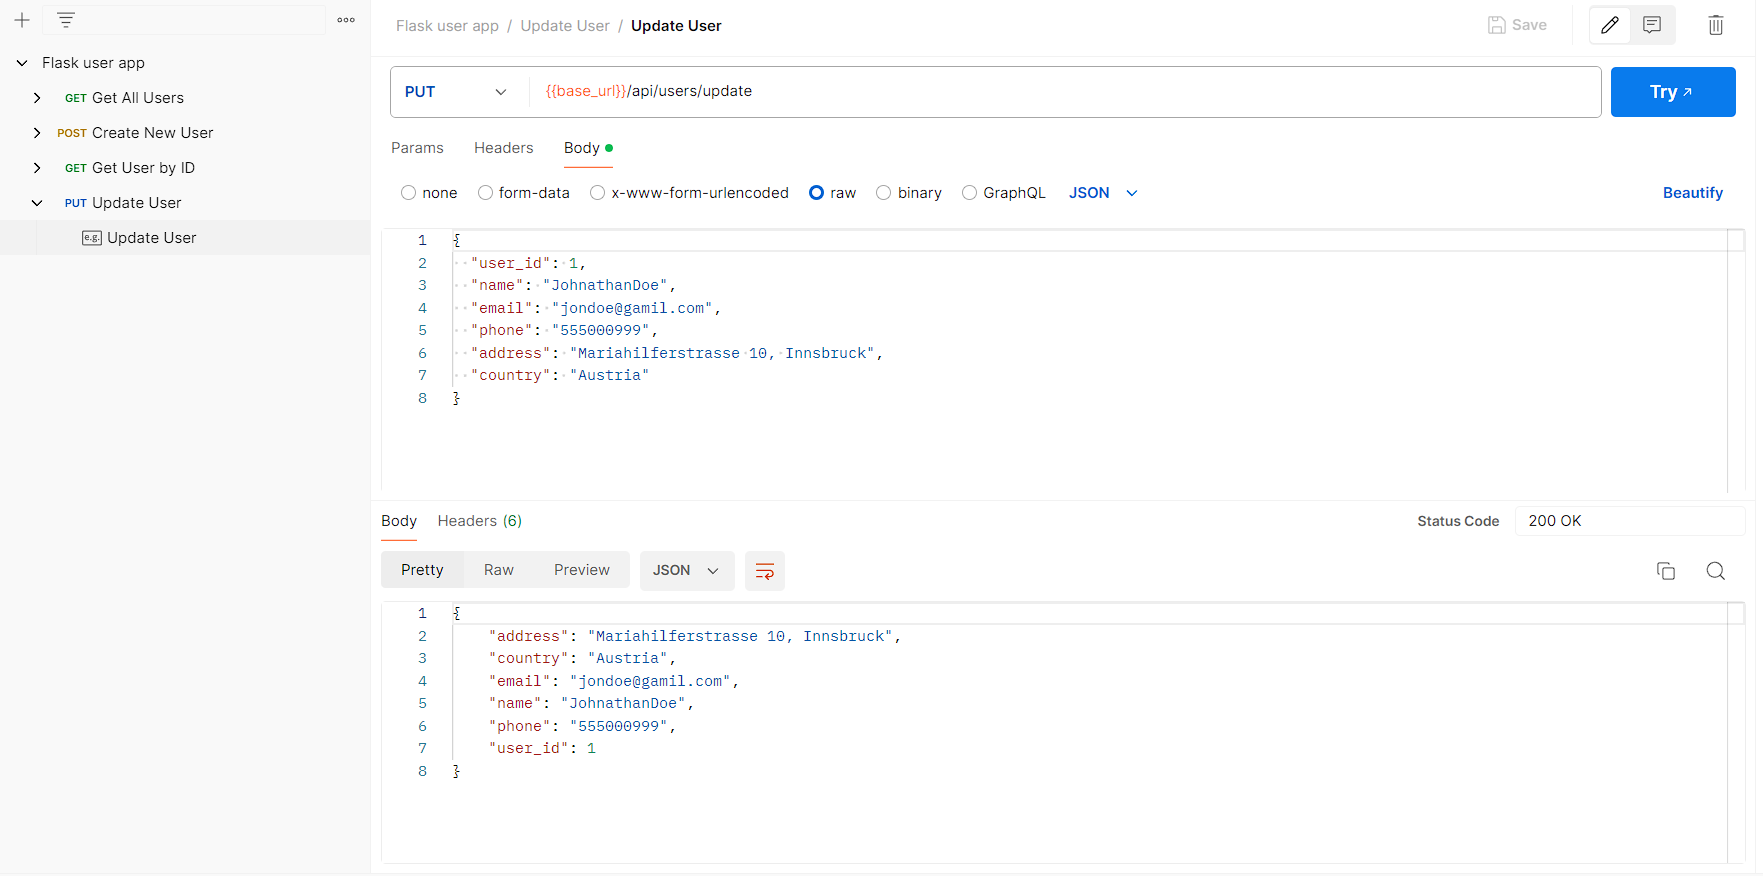 Flask user app / Update User / Update User
Save
Flask user app
GET Get All Users
POST Create New User
GET Get User by ID
PUT Update User
e.g. Update User
PUT
{{base_url}}/api/users/update
Try
Params Headers Body
none form-data x-www-form-urlencoded raw binary GraphQL JSON
Beautify
1 {
2 "user_id": 1,
3 "name": "JohnathanDoe",
4 "email": "jondoe@gamil.com",
5 "phone": "555000999",
6 "address": "Mariahilferstrasse 10, Innsbruck",
7 "country": "Austria"
8 }
Body Headers (6)
Status Code 200 OK
Pretty Raw Preview JSON
1 {
2 "address": "Mariahilferstrasse 10, Innsbruck",
3 "country": "Austria",
4 "email": "jondoe@gamil.com",
5 "name": "JohnathanDoe",
6 "phone": "555000999",
7 "user_id": 1
8 }